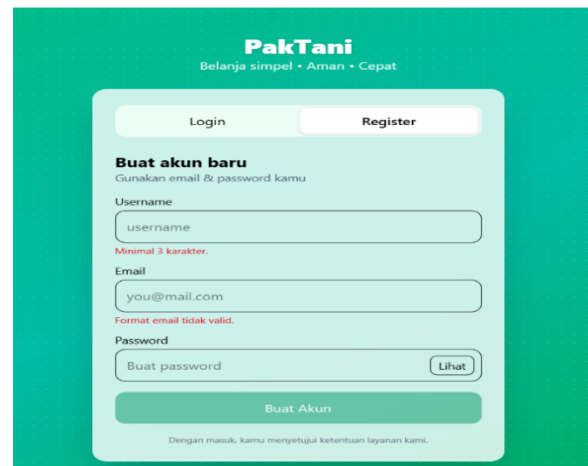 PakTani
Belanja simpel • Aman • Cepat
Login
Register
Buat akun baru
Gunakan email & password kamu
Username
username
Minimal 3 karakter.
Email
you@mail.com
Format email tidak valid.
Password
Buat password
Lihat
Buat Akun
Dengan masuk, kamu menyetujui ketentuan layanan kami.